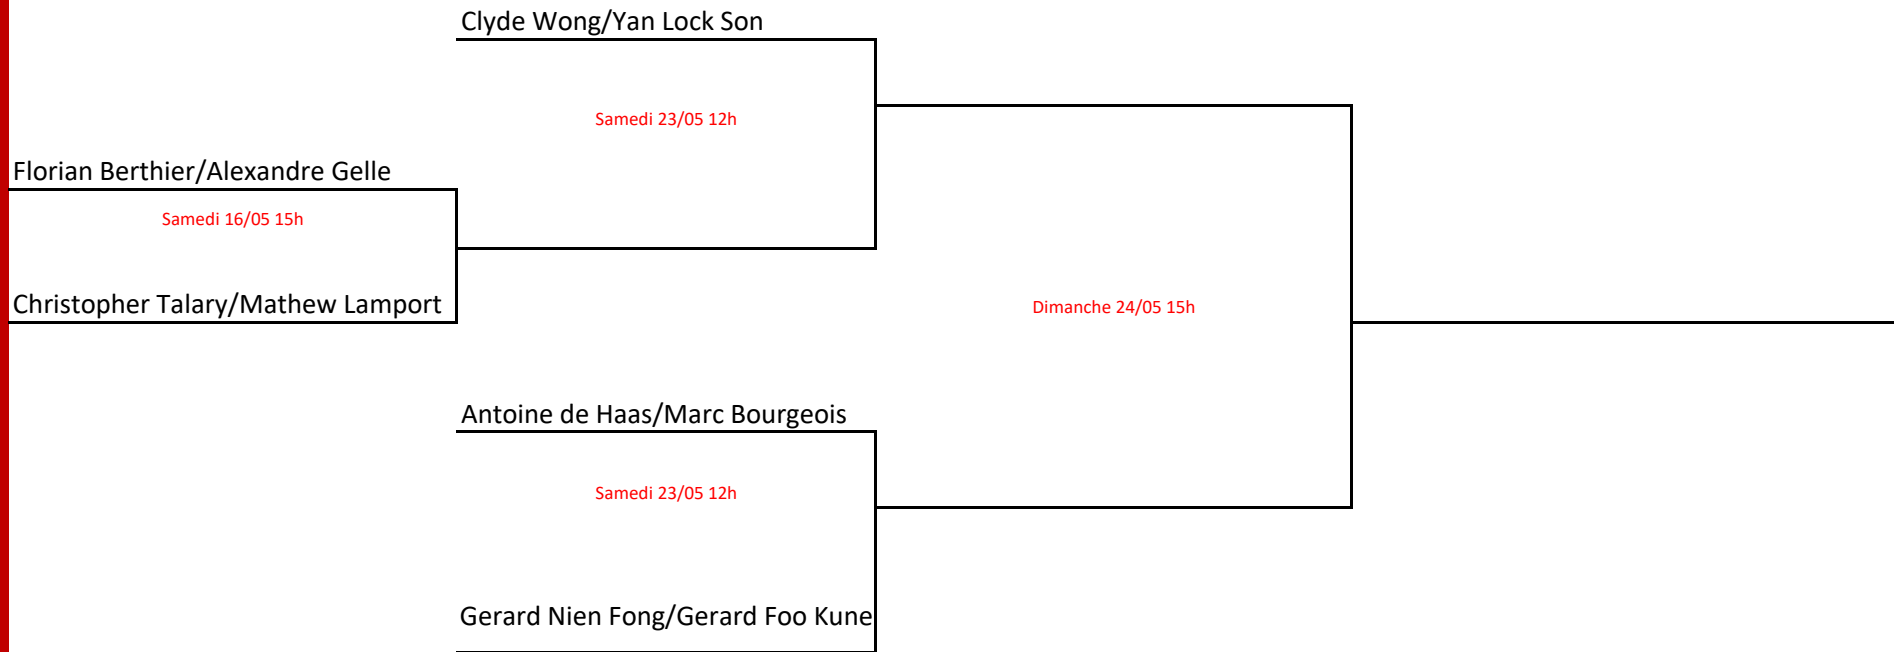 Clyde Wong/Yan Lock Son
Samedi 23/05 12h
Florian Berthier/Alexandre Gelle
Samedi 16/05 15h
Christopher Talary/Mathew Lamport
Dimanche 24/05 15h
Antoine de Haas/Marc Bourgeois
Samedi 23/05 12h
Gerard Nien Fong/Gerard Foo Kune